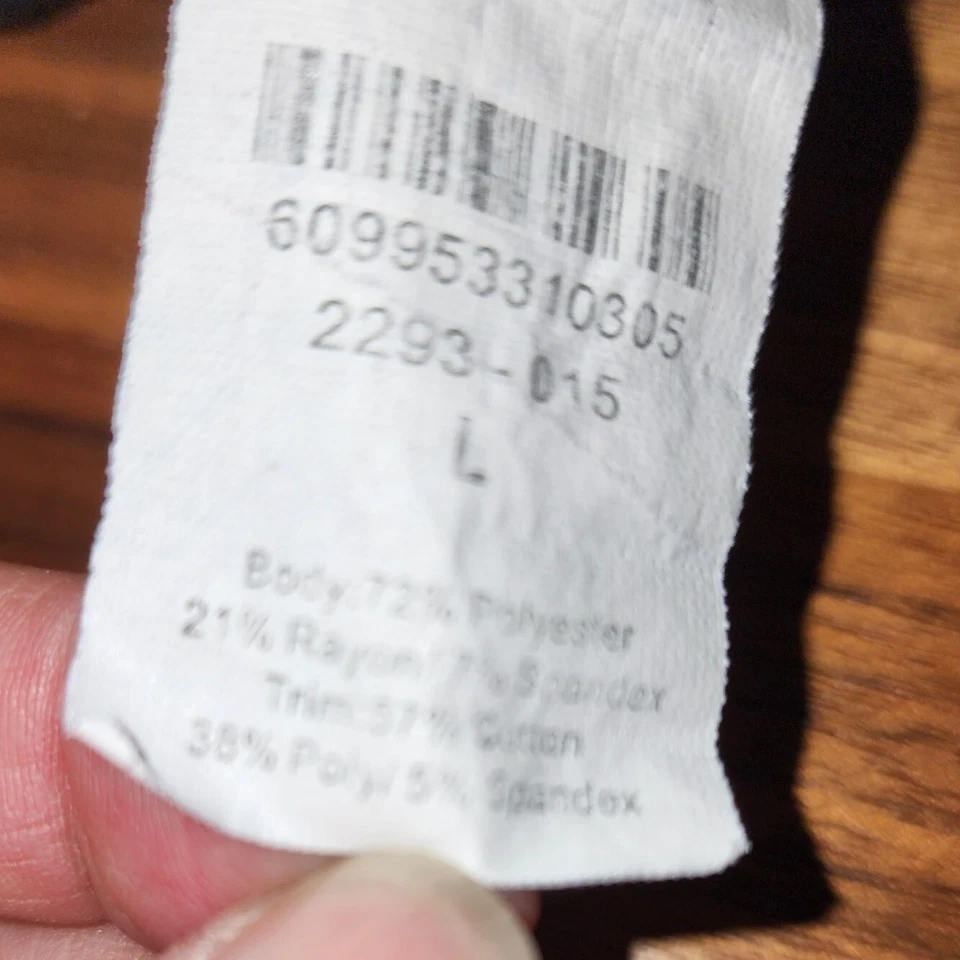 609953310305
2293-015
L
Body:72% Polyester
21% Rayon/7% Spandex
Trim:57% Cotton
38% Poly/5% Spandex